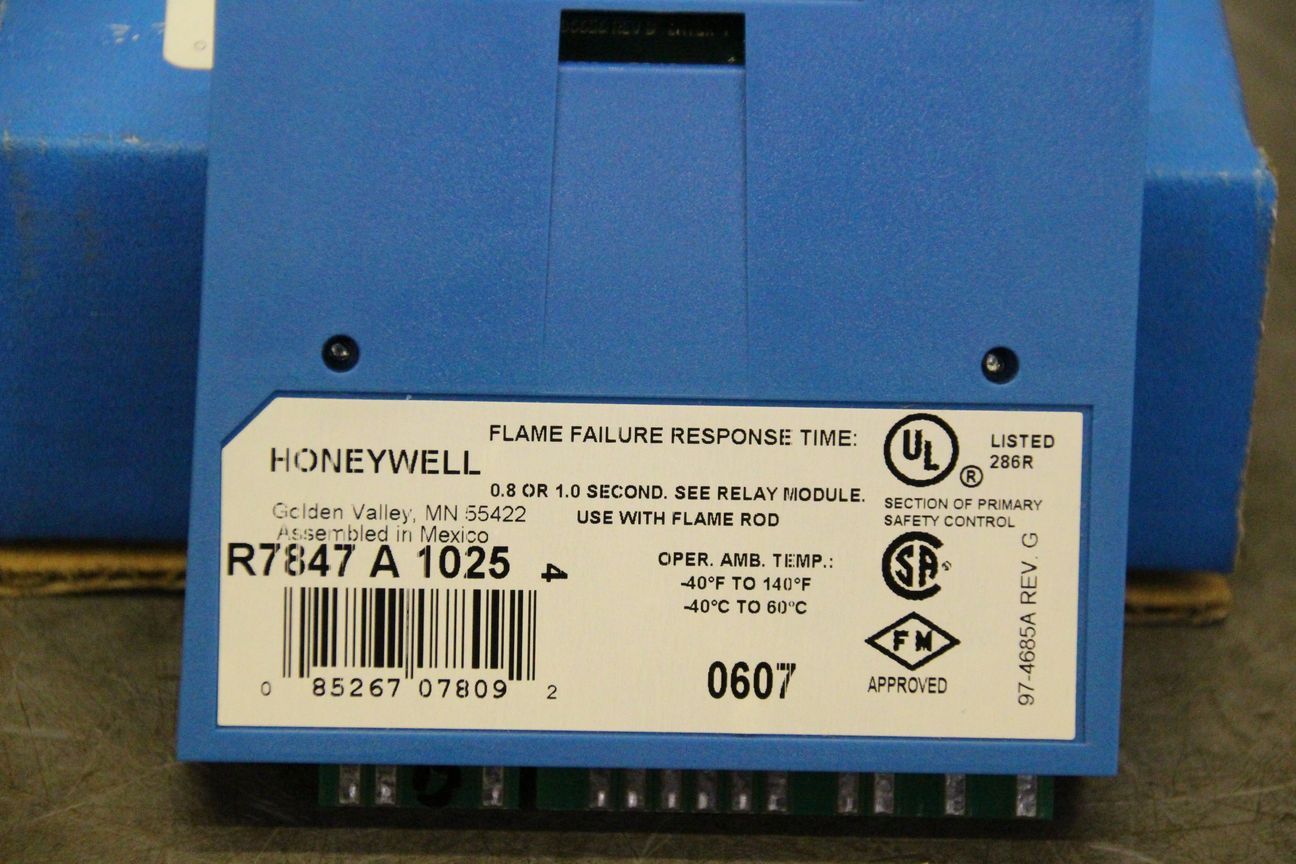 HONEYWELL
Golden Valley, MN 55422
Assembled in Mexico
R7847 A 1025 4
0 85267 07809 2
FLAME FAILURE RESPONSE TIME:
0.8 OR 1.0 SECOND. SEE RELAY MODULE.
USE WITH FLAME ROD
OPER. AMB. TEMP.:
-40°F TO 140°F
-40°C TO 60°C
0607
UL ®
LISTED
286R
SECTION OF PRIMARY
SAFETY CONTROL
SA
FM
APPROVED
97-4685A REV. G